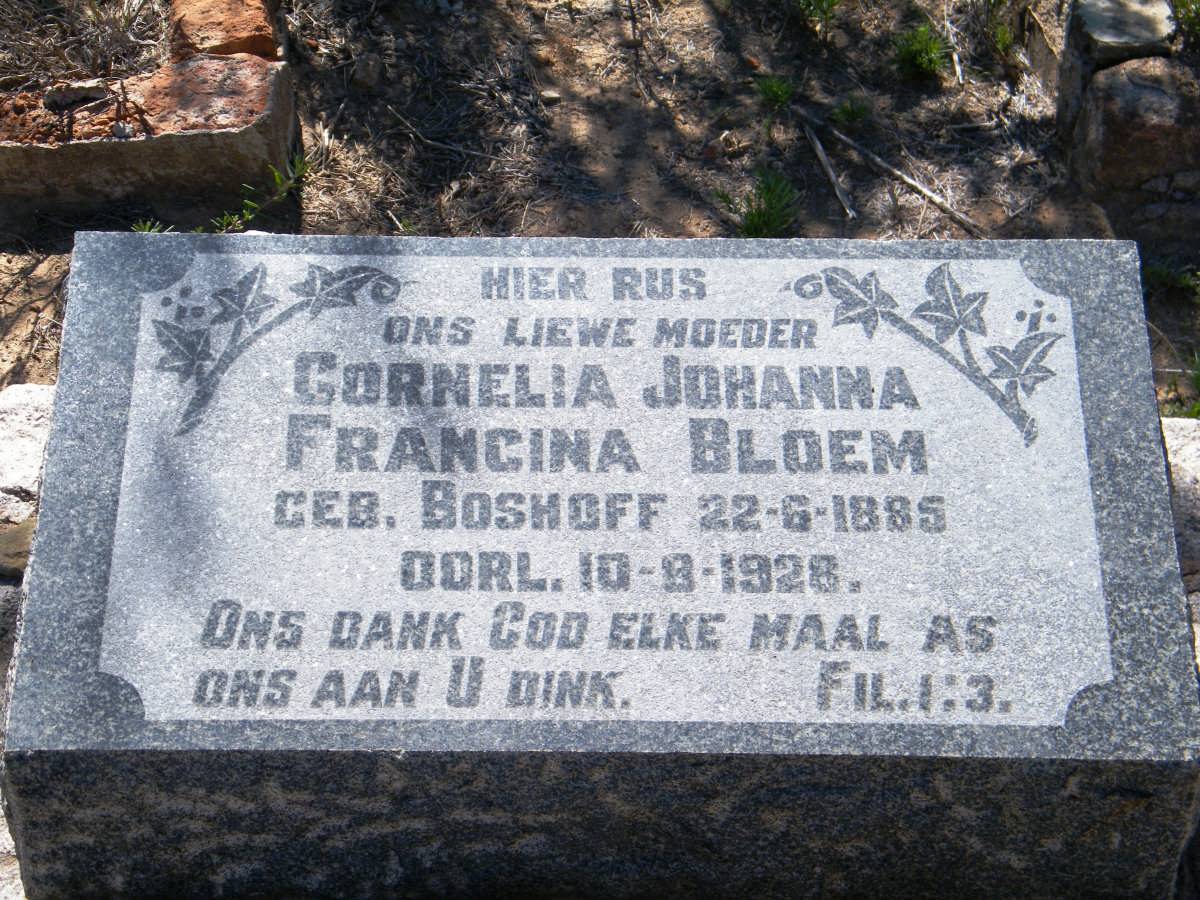 HIER RUS
ONS LIEWE MOEDER
CORNELIA JOHANNA
FRANCINA BLOEM
GEB. BOSHOFF 22-6-1885
OORL. 10-9-1928.
ONS DANK GOD ELKE MAAL AS
ONS AAN U DINK. FIL.1:3.